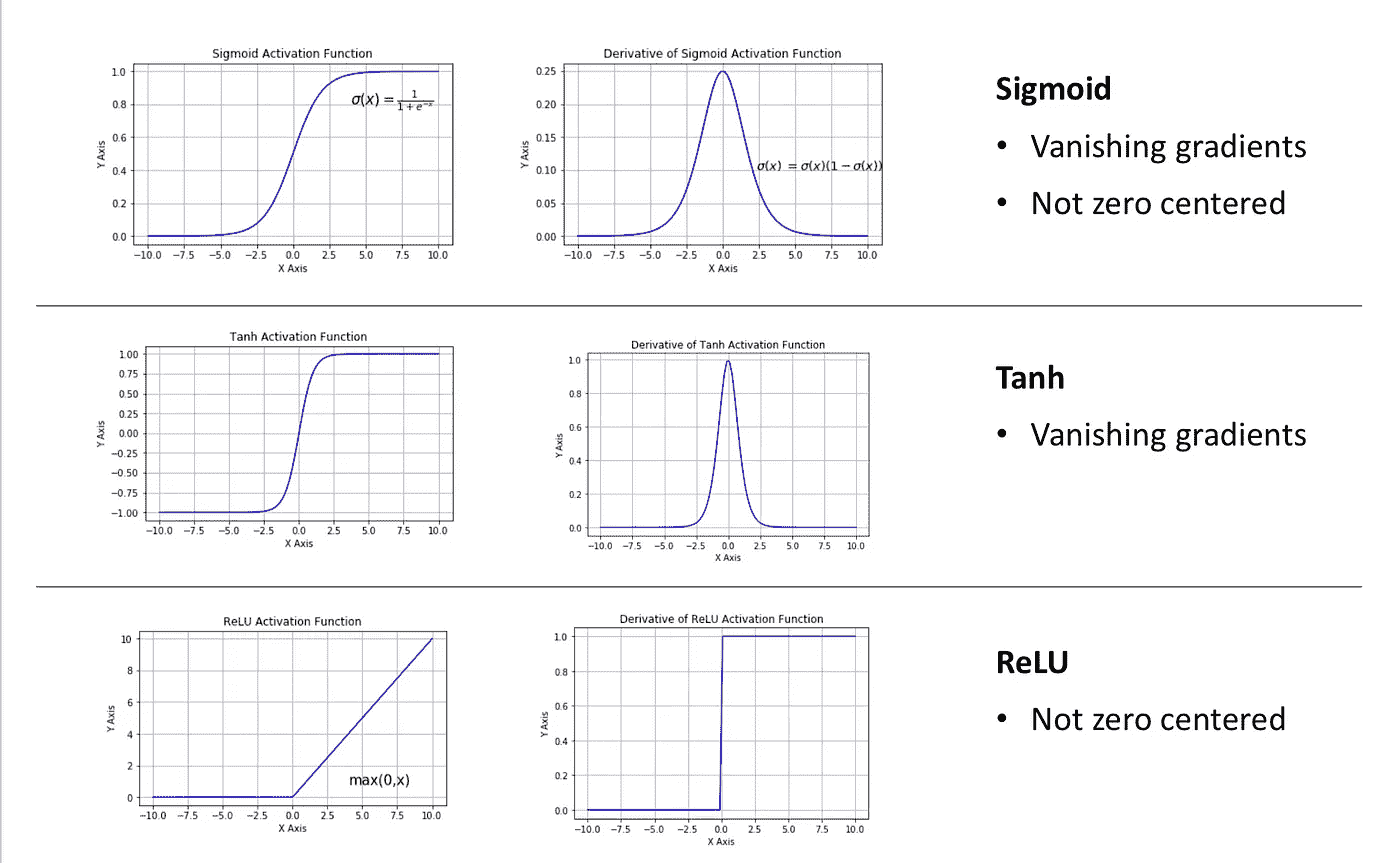 Sigmoid Activation Function
1.0
0.8
0.6
0.4
0.2
0.0
Y Axis
σ(x) = 1/(1 + e^{-x})
−10.0 −7.5 −5.0 −2.5 0.0 2.5 5.0 7.5 10.0
X Axis
Derivative of Sigmoid Activation Function
0.25
0.20
0.15
0.10
0.05
0.00
Y Axis
σ(x) = σ(x)(1 − σ(x))
−10.0 −7.5 −5.0 −2.5 0.0 2.5 5.0 7.5 10.0
X Axis
Sigmoid
• Vanishing gradients
• Not zero centered
Tanh Activation Function
1.00
0.75
0.50
0.25
0.00
−0.25
−0.50
−0.75
−1.00
Y Axis
−10.0 −7.5 −5.0 −2.5 0.0 2.5 5.0 7.5 10.0
X Axis
Derivative of Tanh Activation Function
1.0
0.8
0.6
0.4
0.2
0.0
Y Axis
−10.0 −7.5 −5.0 −2.5 0.0 2.5 5.0 7.5 10.0
X Axis
Tanh
• Vanishing gradients
ReLU Activation Function
10
8
6
4
2
0
Y Axis
max(0,x)
−10.0 −7.5 −5.0 −2.5 0.0 2.5 5.0 7.5 10.0
X Axis
Derivative of ReLU Activation Function
1.0
0.8
0.6
0.4
0.2
0.0
Y Axis
−10.0 −7.5 −5.0 −2.5 0.0 2.5 5.0 7.5 10.0
X Axis
ReLU
• Not zero centered